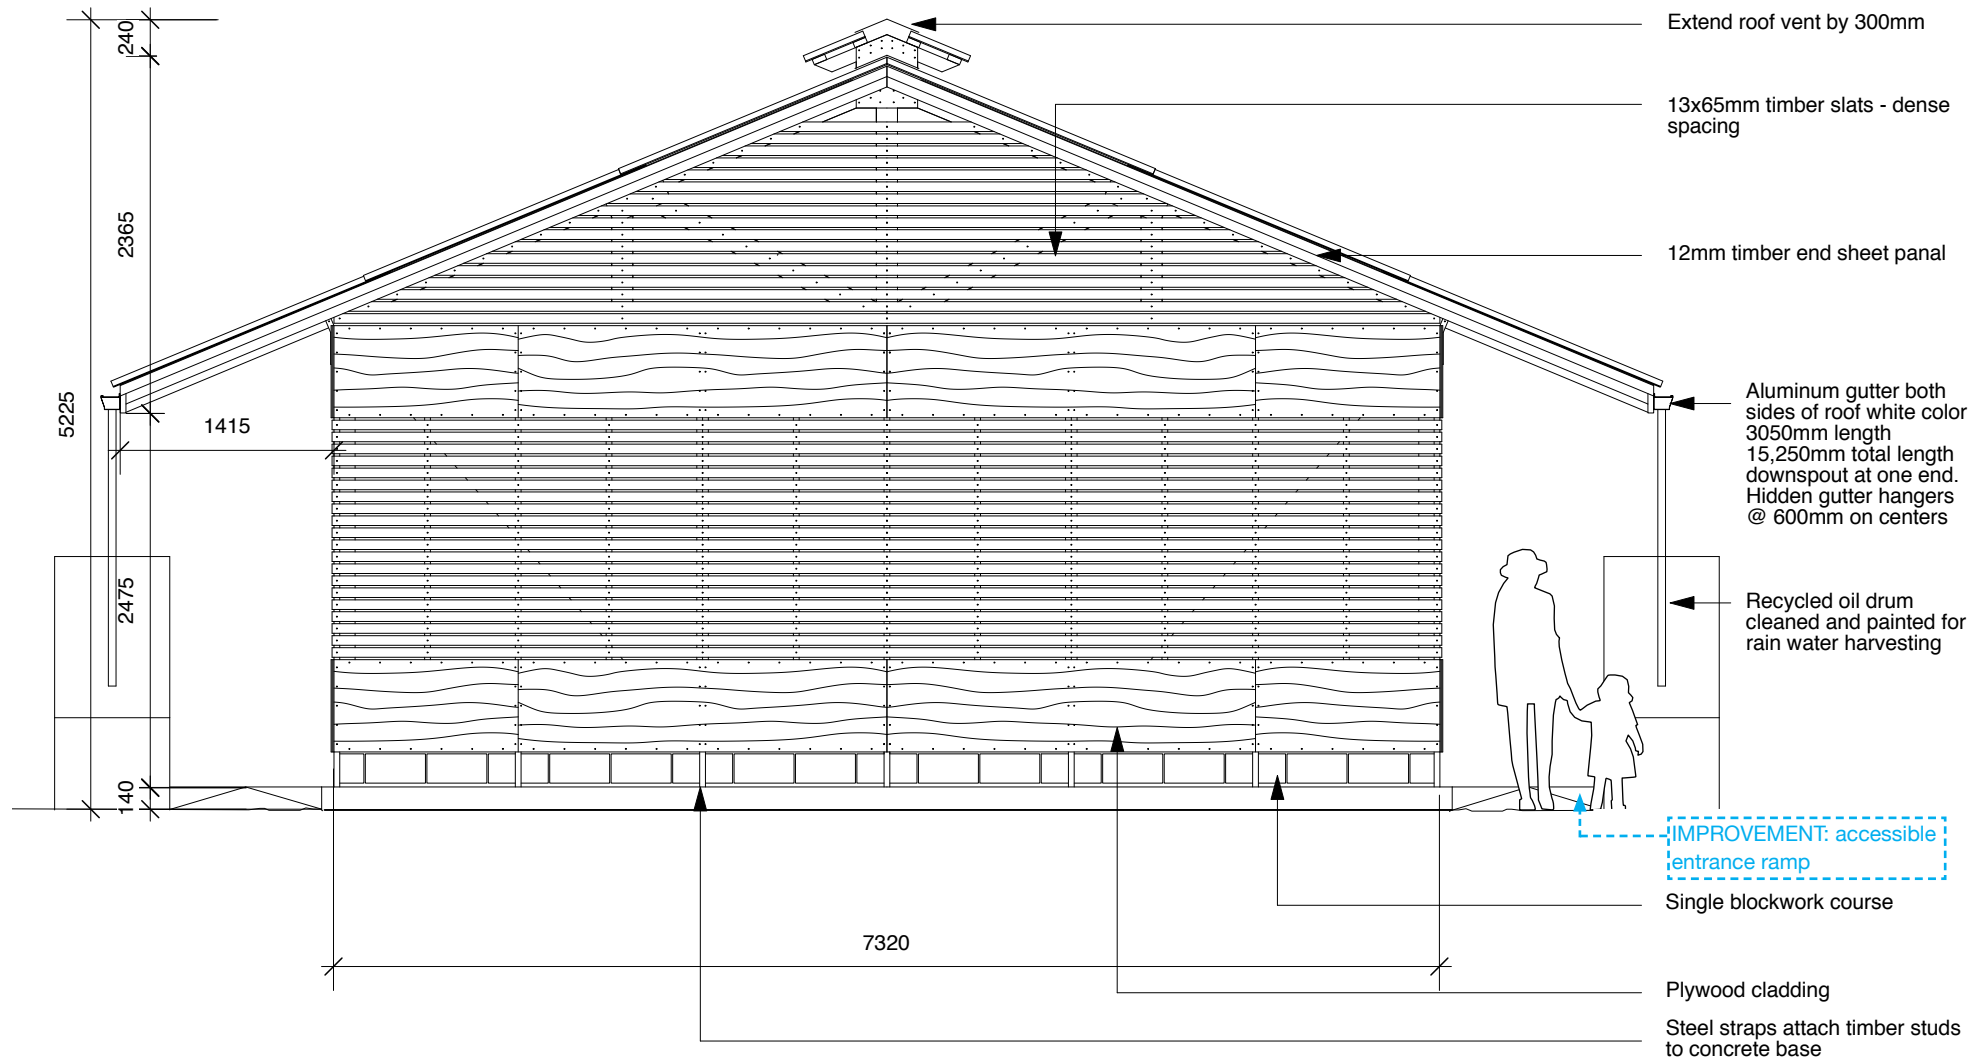 Extend roof vent by 300mm
13x65mm timber slats - dense
spacing
12mm timber end sheet panal
Aluminum gutter both
sides of roof white color
3050mm length
15,250mm total length
downspout at one end.
Hidden gutter hangers
@ 600mm on centers
Recycled oil drum
cleaned and painted for
rain water harvesting
IMPROVEMENT: accessible
entrance ramp
Single blockwork course
Plywood cladding
Steel straps attach timber studs
to concrete base
240
2365
5225
1415
2475
140
7320